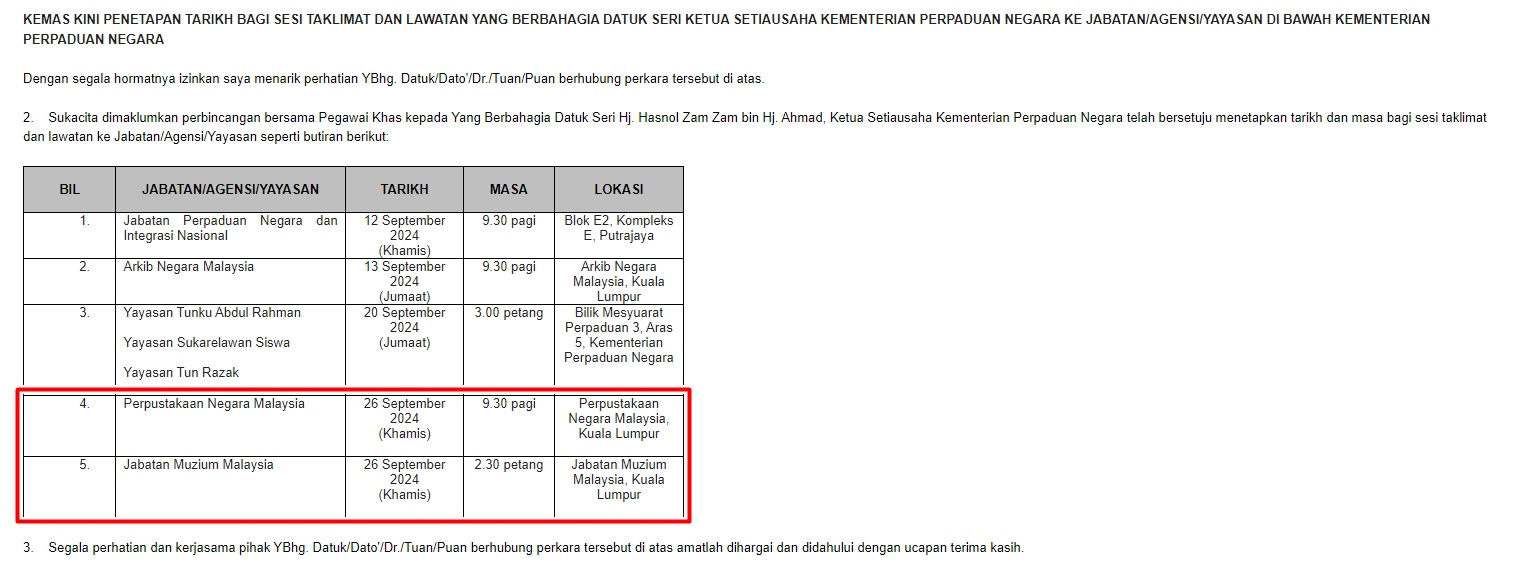 KEMAS KINI PENETAPAN TARIKH BAGI SESI TAKLIMAT DAN LAWATAN YANG BERBAHAGIA DATUK SERI KETUA SETIAUSAHA KEMENTERIAN PERPADUAN NEGARA KE JABATAN/AGENSI/YAYASAN DI BAWAH KEMENTERIAN
PERPADUAN NEGARA
Dengan segala hormatnya izinkan saya menarik perhatian YBhg. Datuk/Dato'/Dr./Tuan/Puan berhubung perkara tersebut di atas.
2. Sukacita dimaklumkan perbincangan bersama Pegawai Khas kepada Yang Berbahagia Datuk Seri Hj. Hasnol Zam Zam bin Hj. Ahmad, Ketua Setiausaha Kementerian Perpaduan Negara telah bersetuju menetapkan tarikh dan masa bagi sesi taklimat
dan lawatan ke Jabatan/Agensi/Yayasan seperti butiran berikut:
BIL JABATAN/AGENSI/YAYASAN TARIKH MASA LOKASI
1. Jabatan Perpaduan Negara dan 12 September 9.30 pagi Blok E2, Kompleks
Integrasi Nasional 2024 E, Putrajaya
(Khamis)
2. Arkib Negara Malaysia 13 September 9.30 pagi Arkib Negara
2024 Malaysia, Kuala
(Jumaat) Lumpur
3. Yayasan Tunku Abdul Rahman 20 September 3.00 petang Bilik Mesyuarat
2024 Perpaduan 3, Aras
Yayasan Sukarelawan Siswa (Jumaat) 5, Kementerian
Perpaduan Negara
Yayasan Tun Razak
4. Perpustakaan Negara Malaysia 26 September 9.30 pagi Perpustakaan
2024 Negara Malaysia,
(Khamis) Kuala Lumpur
5. Jabatan Muzium Malaysia 26 September 2.30 petang Jabatan Muzium
2024 Malaysia, Kuala
(Khamis) Lumpur
3. Segala perhatian dan kerjasama pihak YBhg. Datuk/Dato'/Dr./Tuan/Puan berhubung perkara tersebut di atas amatlah dihargai dan didahului dengan ucapan terima kasih.